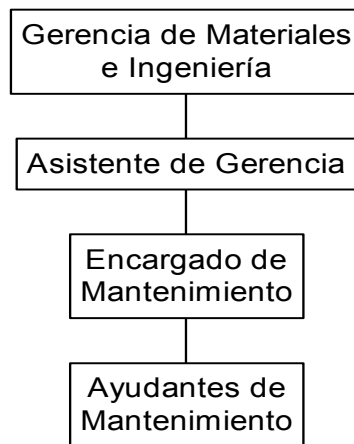 Gerencia de Materiales
e Ingeniería
Asistente de Gerencia
Encargado de
Mantenimiento
Ayudantes de
Mantenimiento